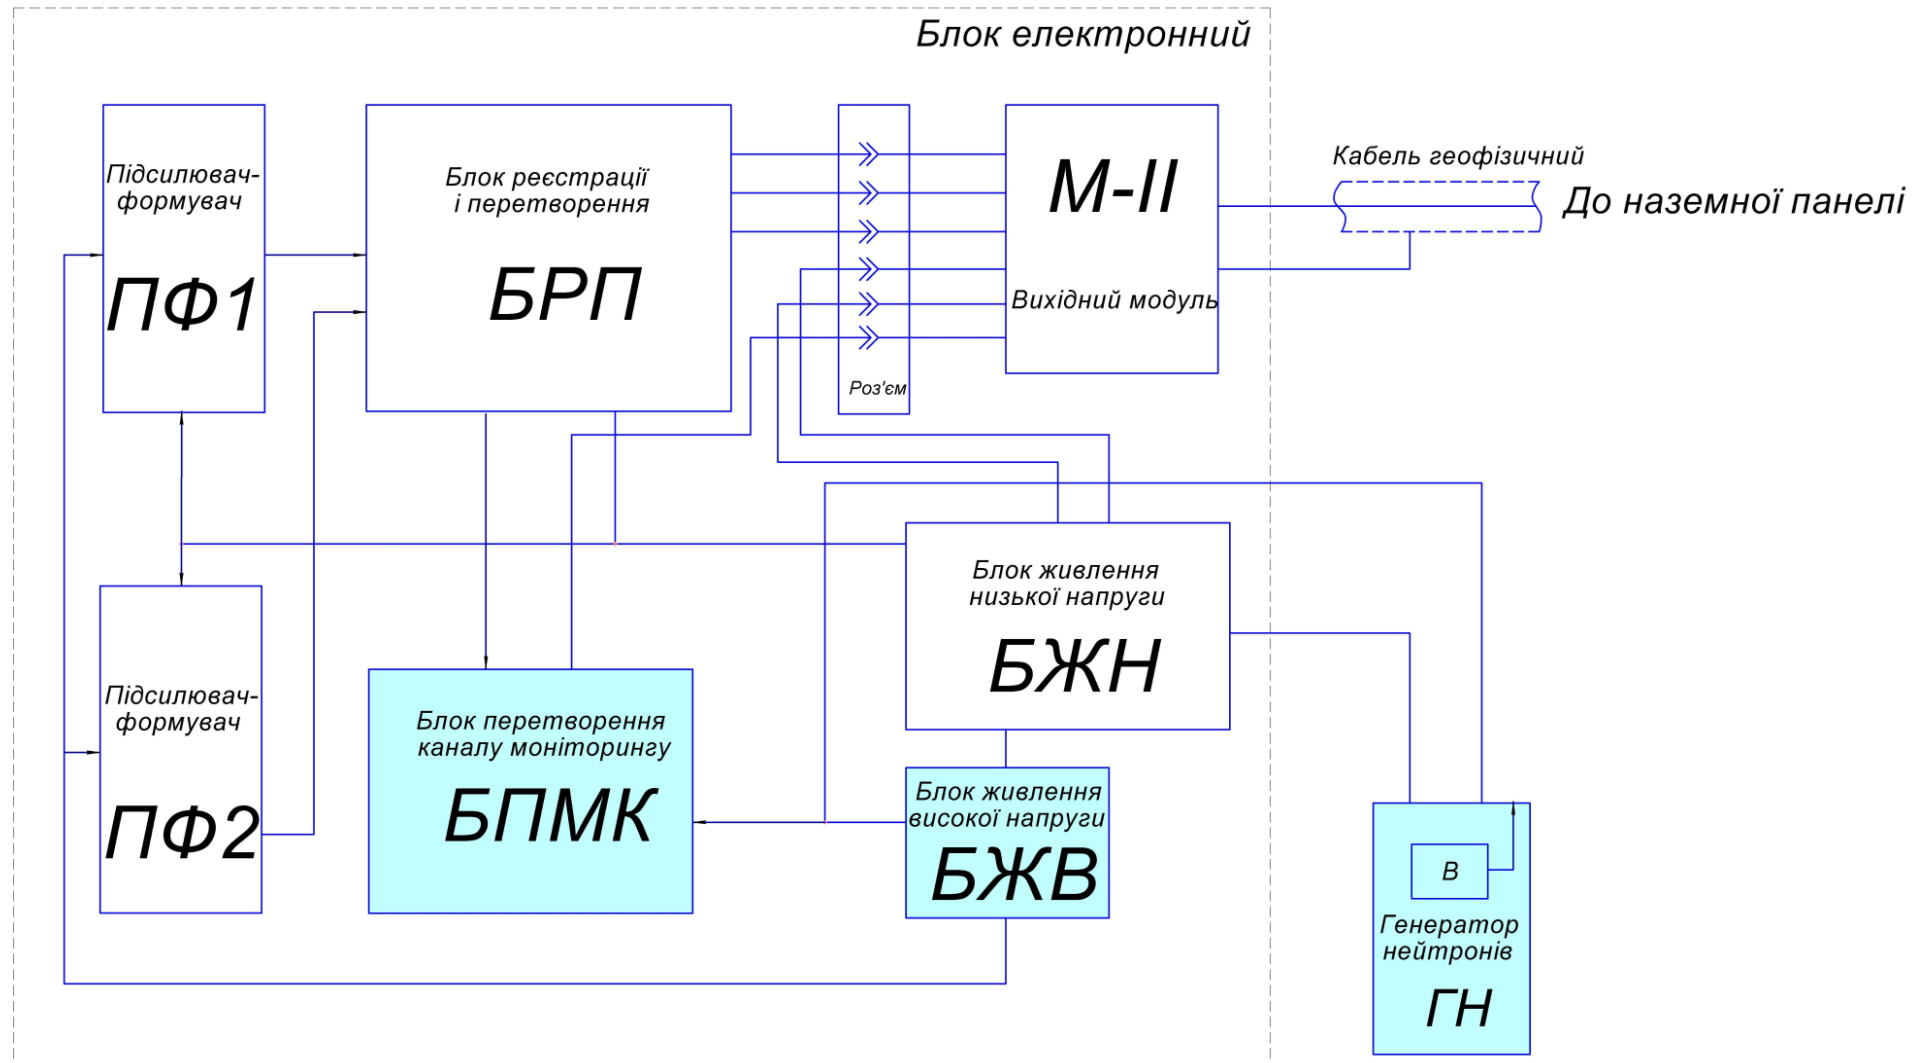 Блок електронний
Підсилювач-
формувач
ПФ1
Блок реєстрації
і перетворення
БРП
Роз'єм
М-II
Вихідний модуль
Кабель геофізичний
До наземної панелі
Підсилювач-
формувач
ПФ2
Блок перетворення
каналу моніторингу
БПМК
Блок живлення
низької напруги
БЖН
Блок живлення
високої напруги
БЖВ
В
Генератор
нейтронів
ГН